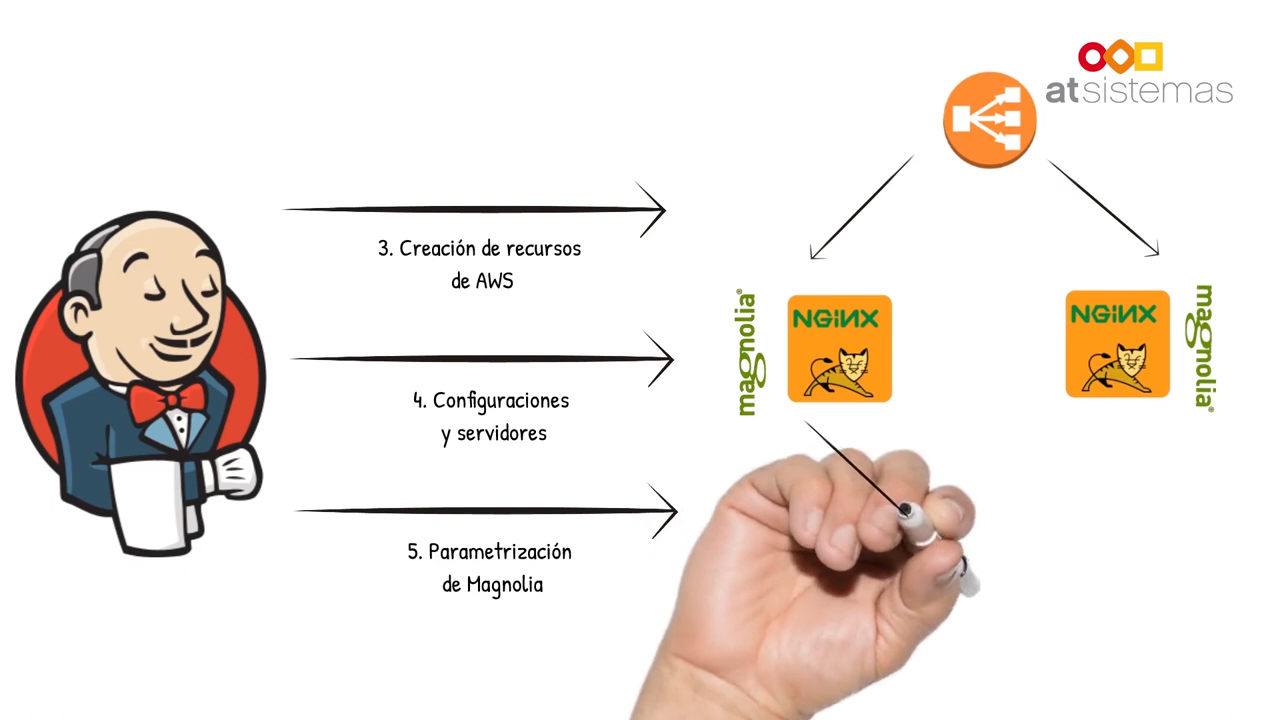 atsistemas
3. Creación de recursos
de AWS
magnolia®
NGINX
NGINX
magnolia®
4. Configuraciones
y servidores
5. Parametrización
de Magnolia